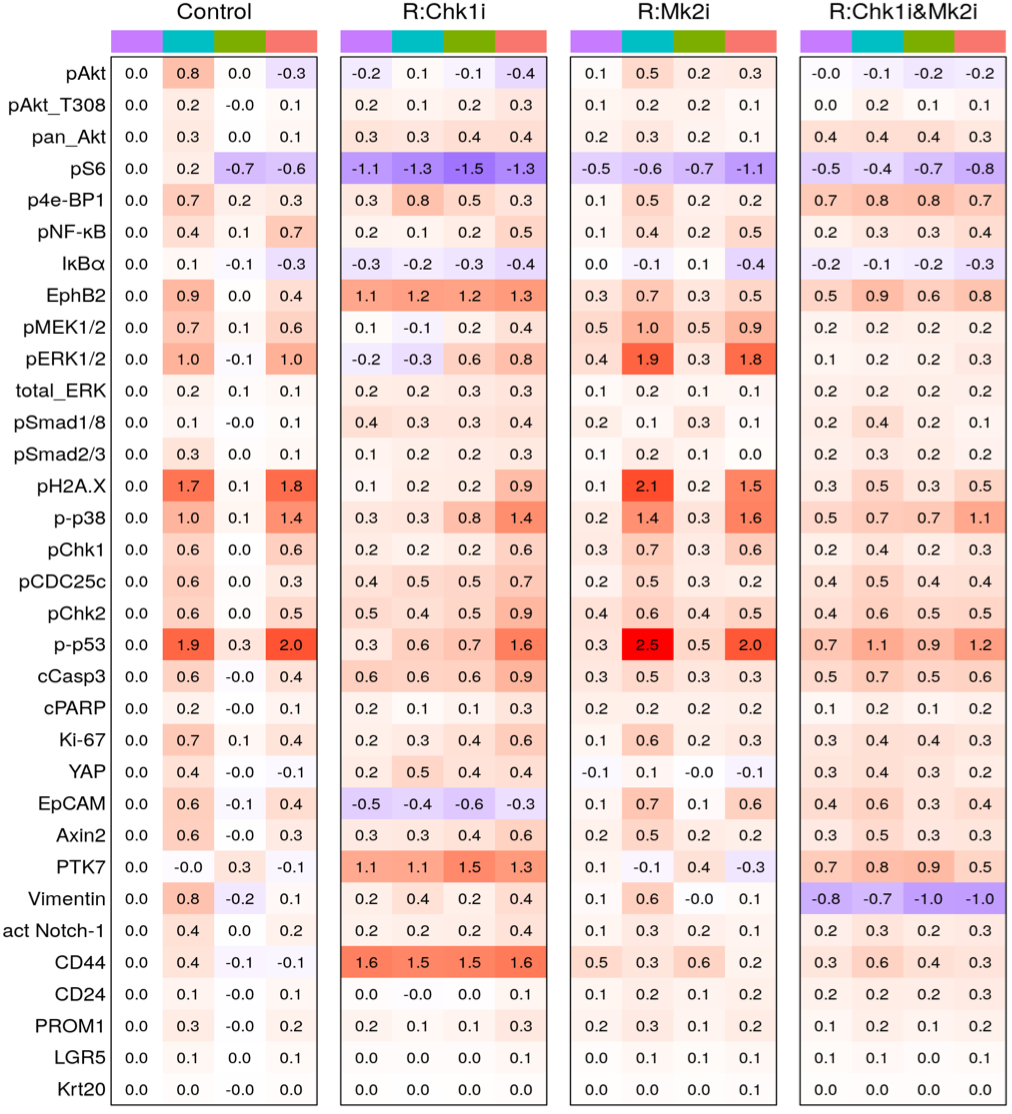 Control R:Chk1i R:Mk2i R:Chk1i&Mk2i
pAkt 0.0 0.8 0.0 -0.3 -0.2 0.1 -0.1 -0.4 0.1 0.5 0.2 0.3 -0.0 -0.1 -0.2 -0.2
pAkt_T308 0.0 0.2 -0.0 0.1 0.2 0.1 0.2 0.3 0.1 0.2 0.2 0.1 0.0 0.2 0.1 0.1
pan_Akt 0.0 0.3 0.0 0.1 0.3 0.3 0.4 0.4 0.2 0.3 0.2 0.1 0.4 0.4 0.4 0.3
pS6 0.0 0.2 -0.7 -0.6 -1.1 -1.3 -1.5 -1.3 -0.5 -0.6 -0.7 -1.1 -0.5 -0.4 -0.7 -0.8
p4e-BP1 0.0 0.7 0.2 0.3 0.3 0.8 0.5 0.3 0.1 0.5 0.2 0.2 0.7 0.8 0.8 0.7
pNF-κB 0.0 0.4 0.1 0.7 0.2 0.1 0.2 0.5 0.1 0.4 0.2 0.5 0.2 0.3 0.3 0.4
IκBα 0.0 0.1 -0.1 -0.3 -0.3 -0.2 -0.3 -0.4 0.0 -0.1 0.1 -0.4 -0.2 -0.1 -0.2 -0.3
EphB2 0.0 0.9 0.0 0.4 1.1 1.2 1.2 1.3 0.3 0.7 0.3 0.5 0.5 0.9 0.6 0.8
pMEK1/2 0.0 0.7 0.1 0.6 0.1 -0.1 0.2 0.4 0.5 1.0 0.5 0.9 0.2 0.2 0.2 0.2
pERK1/2 0.0 1.0 -0.1 1.0 -0.2 -0.3 0.6 0.8 0.4 1.9 0.3 1.8 0.1 0.2 0.2 0.3
total_ERK 0.0 0.2 0.1 0.1 0.2 0.2 0.3 0.3 0.1 0.2 0.1 0.1 0.2 0.2 0.2 0.2
pSmad1/8 0.0 0.1 -0.0 0.1 0.4 0.3 0.3 0.4 0.2 0.1 0.3 0.1 0.2 0.4 0.2 0.1
pSmad2/3 0.0 0.3 -0.0 0.0 0.1 0.2 0.2 0.3 0.1 0.2 0.1 0.0 0.2 0.3 0.2 0.2
pH2A.X 0.0 1.7 0.1 1.8 0.1 0.2 0.2 0.9 0.1 2.1 0.2 1.5 0.3 0.5 0.3 0.5
p-p38 0.0 1.0 0.1 1.4 0.3 0.3 0.8 1.4 0.2 1.4 0.3 1.6 0.5 0.7 0.7 1.1
pChk1 0.0 0.6 0.0 0.6 0.2 0.2 0.2 0.6 0.3 0.7 0.3 0.6 0.2 0.4 0.2 0.3
pCDC25c 0.0 0.6 0.0 0.3 0.4 0.5 0.5 0.7 0.2 0.5 0.3 0.2 0.4 0.5 0.4 0.4
pChk2 0.0 0.6 0.0 0.5 0.5 0.4 0.5 0.9 0.4 0.6 0.4 0.5 0.4 0.6 0.5 0.5
p-p53 0.0 1.9 0.3 2.0 0.3 0.6 0.7 1.6 0.3 2.5 0.5 2.0 0.7 1.1 0.9 1.2
cCasp3 0.0 0.6 -0.0 0.4 0.6 0.6 0.6 0.9 0.3 0.5 0.3 0.3 0.5 0.7 0.5 0.6
cPARP 0.0 0.2 -0.0 0.1 0.2 0.1 0.1 0.3 0.2 0.2 0.2 0.2 0.1 0.2 0.1 0.2
Ki-67 0.0 0.7 0.1 0.4 0.2 0.3 0.4 0.6 0.1 0.6 0.2 0.3 0.3 0.4 0.4 0.3
YAP 0.0 0.4 -0.0 -0.1 0.2 0.5 0.4 0.4 -0.1 0.1 -0.0 -0.1 0.3 0.4 0.3 0.2
EpCAM 0.0 0.6 -0.1 0.4 -0.5 -0.4 -0.6 -0.3 0.1 0.7 0.1 0.6 0.4 0.6 0.3 0.4
Axin2 0.0 0.6 -0.0 0.3 0.3 0.3 0.4 0.6 0.2 0.5 0.2 0.2 0.3 0.5 0.3 0.3
PTK7 0.0 -0.0 0.3 -0.1 1.1 1.1 1.5 1.3 0.1 -0.1 0.4 -0.3 0.7 0.8 0.9 0.5
Vimentin 0.0 0.8 -0.2 0.1 0.2 0.4 0.2 0.4 0.1 0.6 -0.0 0.1 -0.8 -0.7 -1.0 -1.0
act Notch-1 0.0 0.4 0.0 0.2 0.2 0.2 0.2 0.4 0.1 0.3 0.2 0.1 0.2 0.3 0.2 0.3
CD44 0.0 0.4 -0.1 -0.1 1.6 1.5 1.5 1.6 0.5 0.3 0.6 0.2 0.3 0.6 0.4 0.3
CD24 0.0 0.1 -0.0 0.1 0.0 -0.0 0.0 0.1 0.1 0.2 0.1 0.2 0.2 0.2 0.2 0.3
PROM1 0.0 0.3 -0.0 0.2 0.2 0.1 0.1 0.3 0.2 0.3 0.1 0.2 0.1 0.2 0.1 0.2
LGR5 0.0 0.1 0.0 0.1 0.0 0.0 0.0 0.1 0.0 0.1 0.1 0.1 0.1 0.1 0.0 0.1
Krt20 0.0 0.0 -0.0 0.0 0.0 0.0 0.0 0.0 0.0 0.0 0.0 0.1 0.0 0.0 0.0 0.0